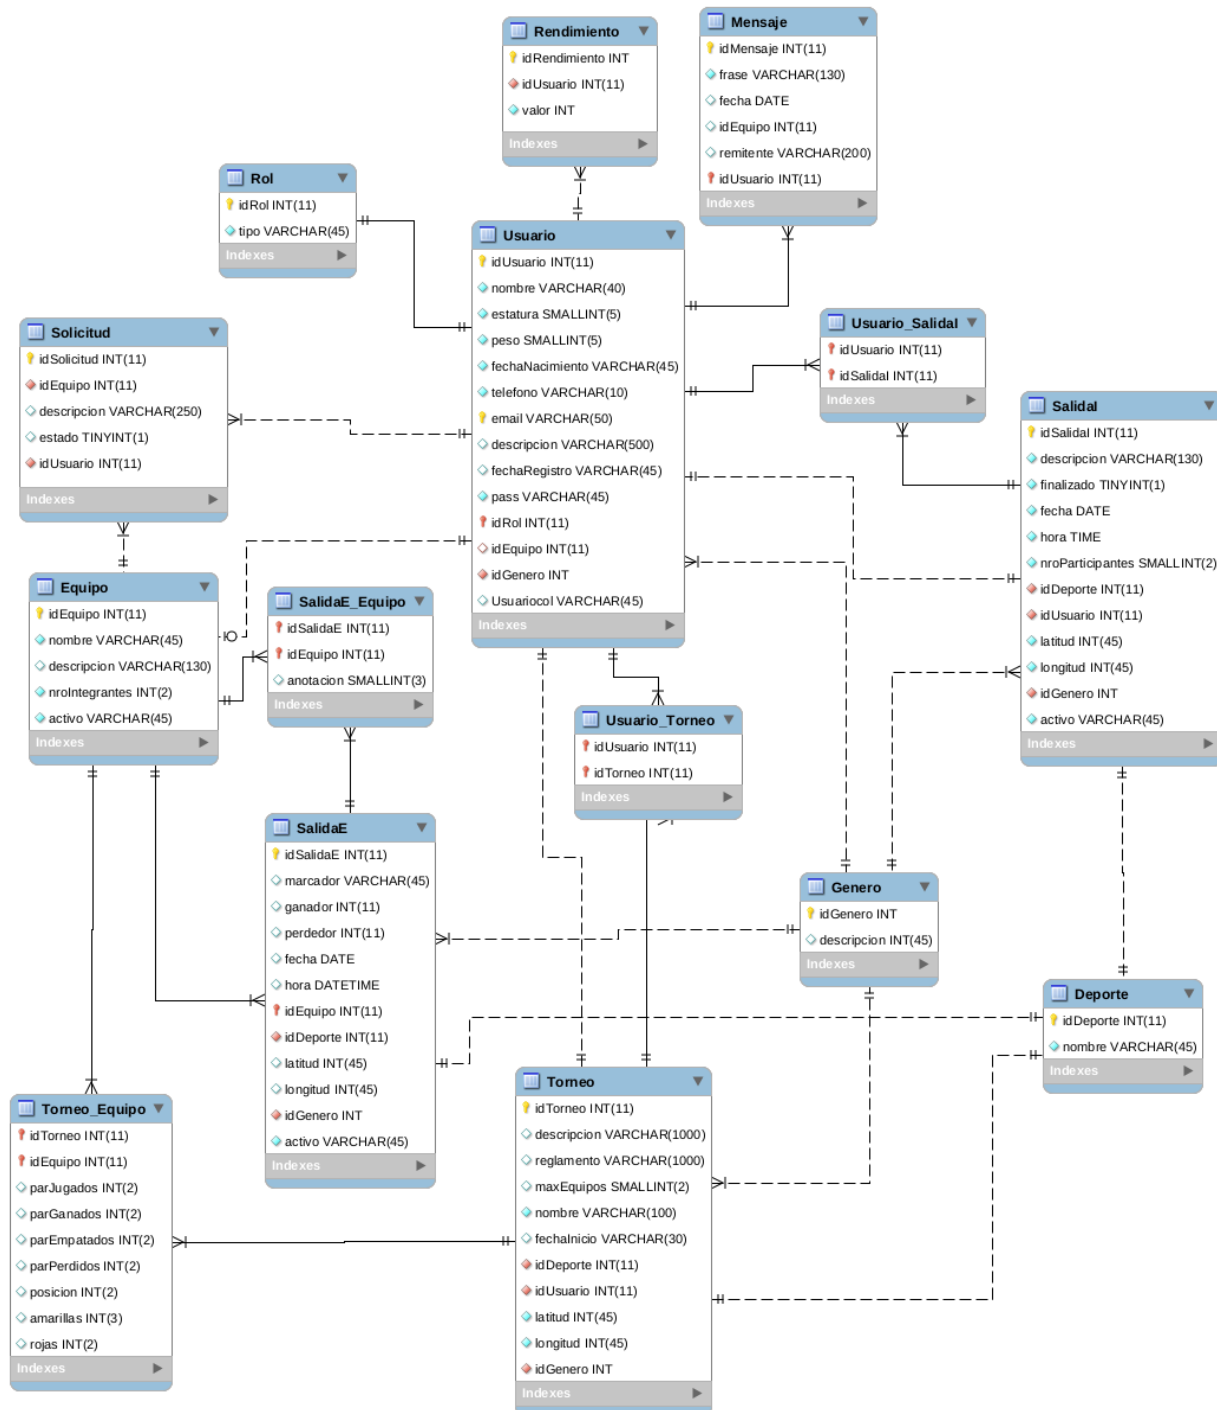 Rendimiento
idRendimiento INT
idUsuario INT(11)
valor INT
Indexes
Mensaje
idMensaje INT(11)
frase VARCHAR(130)
fecha DATE
idEquipo INT(11)
remitente VARCHAR(200)
idUsuario INT(11)
Indexes
Rol
idRol INT(11)
tipo VARCHAR(45)
Indexes
Usuario
idUsuario INT(11)
nombre VARCHAR(40)
estatura SMALLINT(5)
peso SMALLINT(5)
fechaNacimiento VARCHAR(45)
telefono VARCHAR(10)
email VARCHAR(50)
descripcion VARCHAR(500)
fechaRegistro VARCHAR(45)
pass VARCHAR(45)
idRol INT(11)
idEquipo INT(11)
idGenero INT
Usuariocol VARCHAR(45)
Indexes
Usuario_SalidaI
idUsuario INT(11)
idSalidaI INT(11)
Indexes
Solicitud
idSolicitud INT(11)
idEquipo INT(11)
descripcion VARCHAR(250)
estado TINYINT(1)
idUsuario INT(11)
Indexes
SalidaI
idSalidaI INT(11)
descripcion VARCHAR(130)
finalizado TINYINT(1)
fecha DATE
hora TIME
nroParticipantes SMALLINT(2)
idDeporte INT(11)
idUsuario INT(11)
latitud INT(45)
longitud INT(45)
idGenero INT
activo VARCHAR(45)
Indexes
Equipo
idEquipo INT(11)
nombre VARCHAR(45)
descripcion VARCHAR(130)
nroIntegrantes INT(2)
activo VARCHAR(45)
Indexes
SalidaE_Equipo
idSalidaE INT(11)
idEquipo INT(11)
anotacion SMALLINT(3)
Indexes
Usuario_Torneo
idUsuario INT(11)
idTorneo INT(11)
Indexes
SalidaE
idSalidaE INT(11)
marcador VARCHAR(45)
ganador INT(11)
perdedor INT(11)
fecha DATE
hora DATETIME
idEquipo INT(11)
idDeporte INT(11)
latitud INT(45)
longitud INT(45)
idGenero INT
activo VARCHAR(45)
Indexes
Genero
idGenero INT
descripcion INT(45)
Indexes
Deporte
idDeporte INT(11)
nombre VARCHAR(45)
Indexes
Torneo_Equipo
idTorneo INT(11)
idEquipo INT(11)
parJugados INT(2)
parGanados INT(2)
parEmpatados INT(2)
parPerdidos INT(2)
posicion INT(2)
amarillas INT(3)
rojas INT(2)
Indexes
Torneo
idTorneo INT(11)
descripcion VARCHAR(1000)
reglamento VARCHAR(1000)
maxEquipos SMALLINT(2)
nombre VARCHAR(100)
fechaInicio VARCHAR(30)
idDeporte INT(11)
idUsuario INT(11)
latitud INT(45)
longitud INT(45)
idGenero INT
Indexes